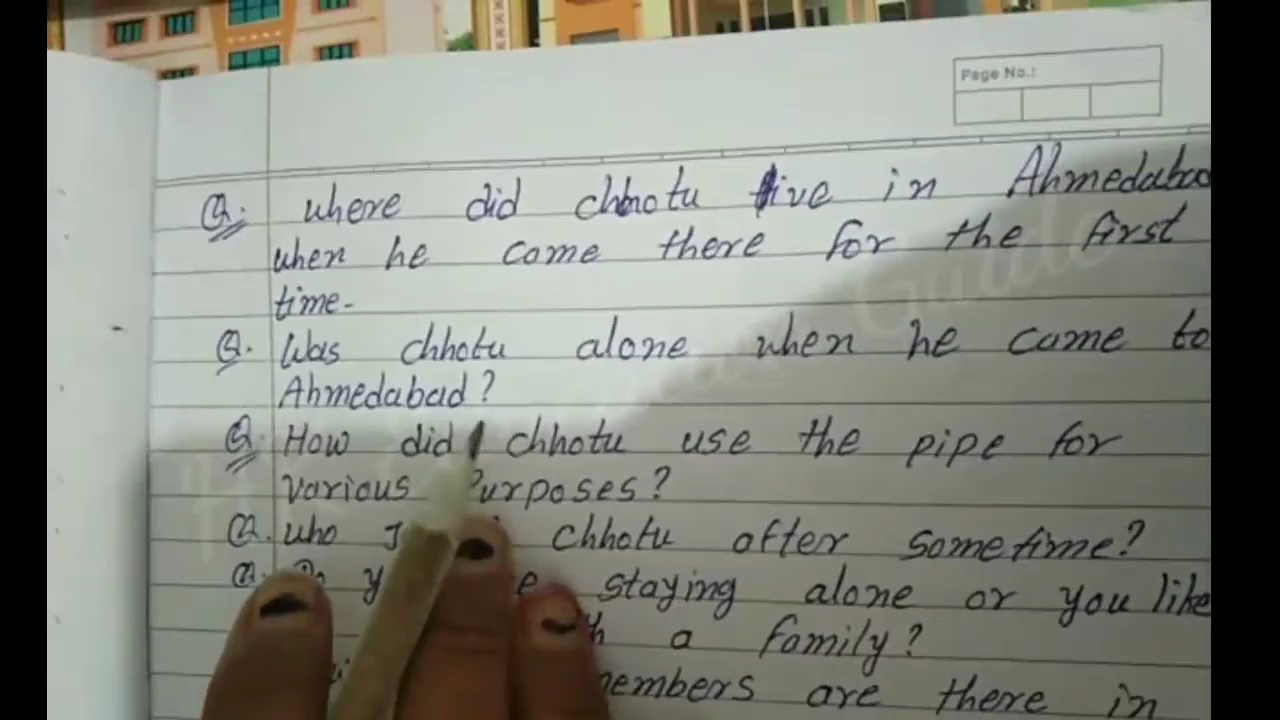 Page No.:
Q. where did chhotu live in Ahmedabad
when he come there for the first
time-
Q. Was chhotu alone when he came to
Ahmedabad?
Q. How did chhotu use the pipe for
various Purposes?
Q. who chhotu after sometime?
Q. staying alone or you like
a family?
members are there in